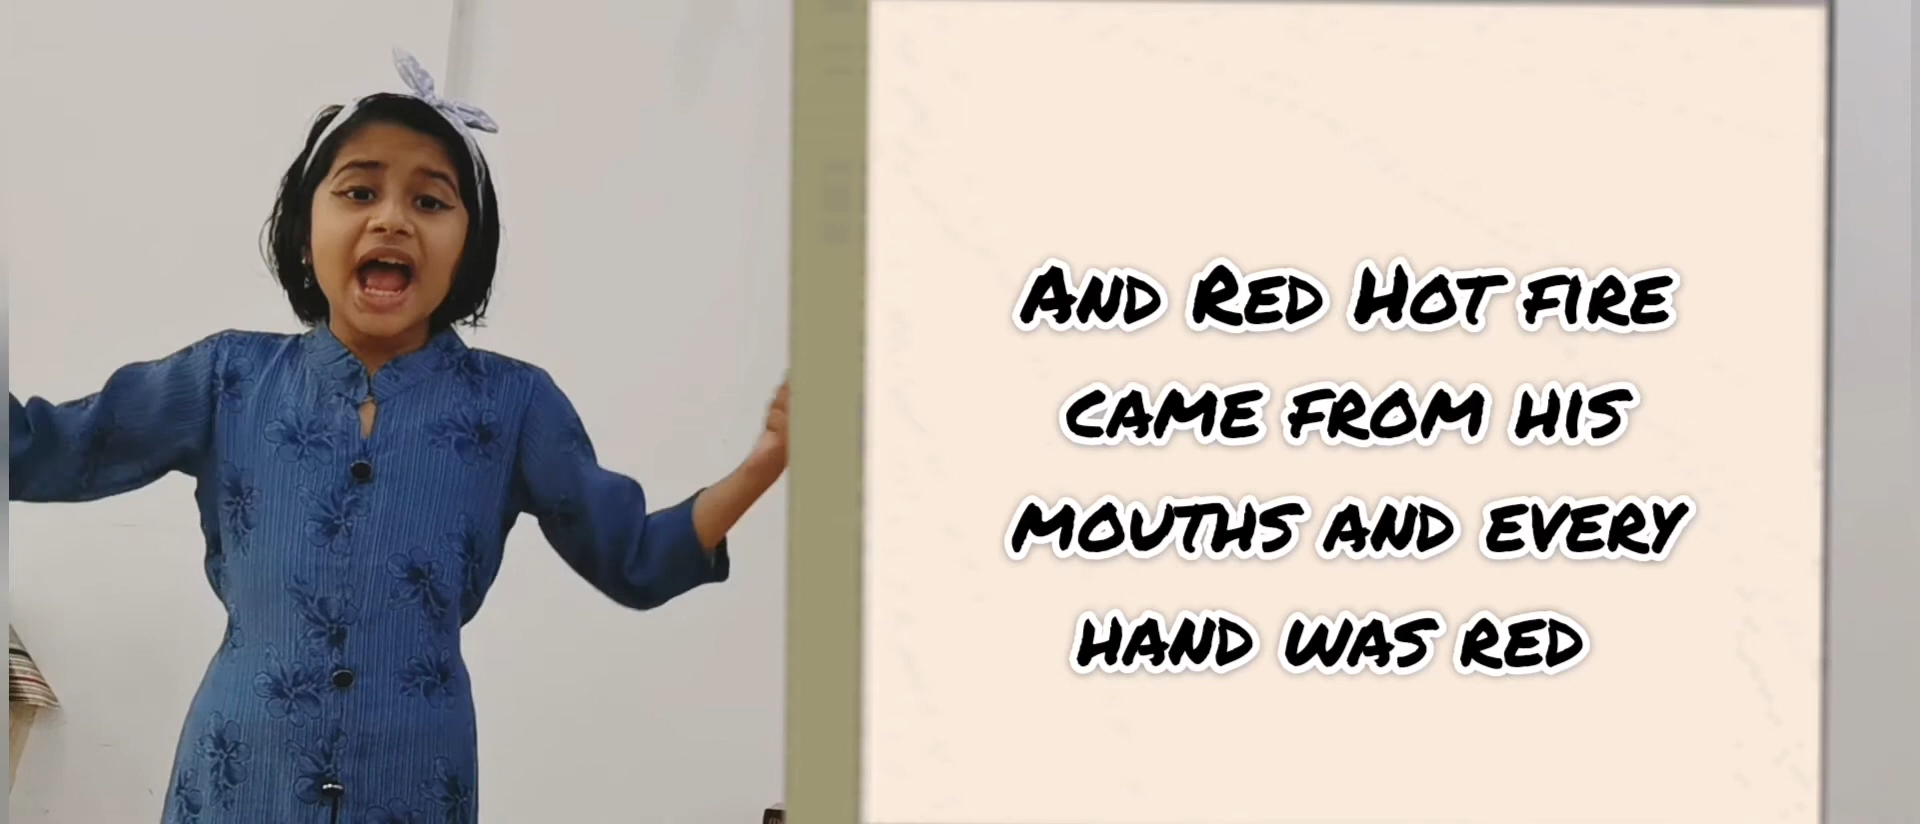 And Red Hot fire
came from his
mouths and every
hand was red